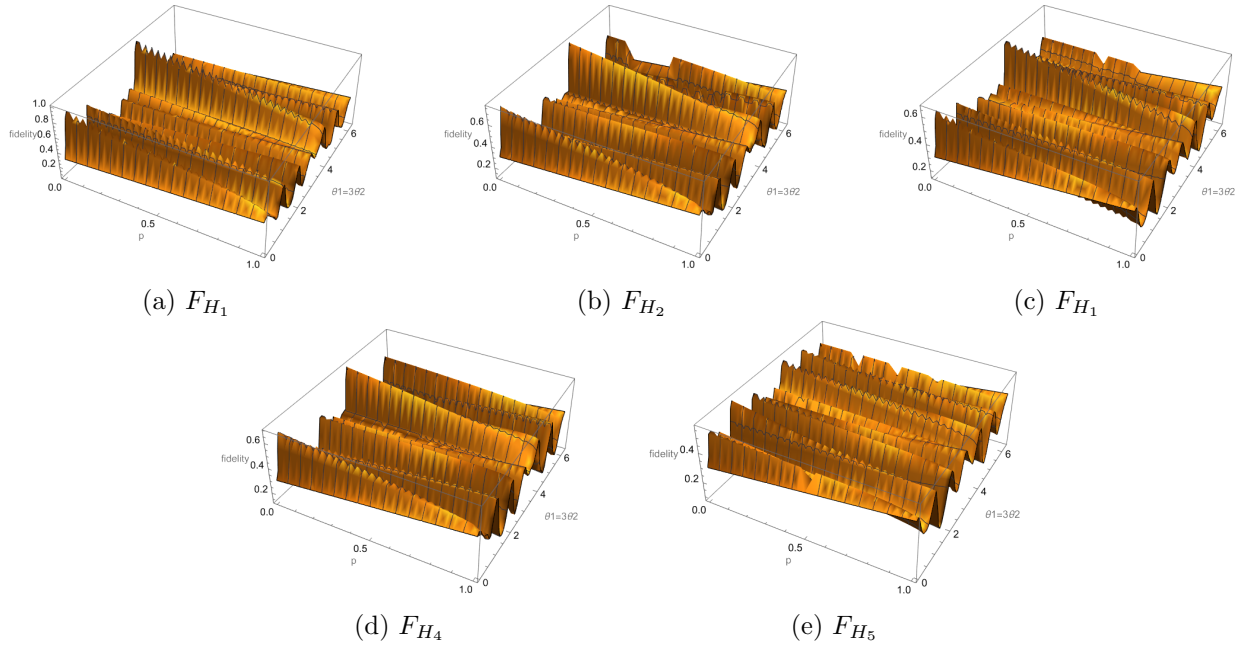 1.0
0.8
fidelity
0.6
0.4
0.2
0.0
0.5
p
1.0
0
2
4
6
θ1=3θ2
(a) F_{H_1}
0.6
fidelity
0.4
0.2
0.0
0.5
p
1.0
0
2
4
6
θ1=3θ2
(b) F_{H_2}
0.6
fidelity
0.4
0.2
0.0
0.5
p
1.0
0
2
4
6
θ1=3θ2
(c) F_{H_1}
0.6
fidelity
0.4
0.2
0.0
0.5
p
1.0
0
2
4
6
θ1=3θ2
(d) F_{H_4}
0.4
fidelity
0.2
0.0
0.5
p
1.0
0
2
4
6
θ1=3θ2
(e) F_{H_5}